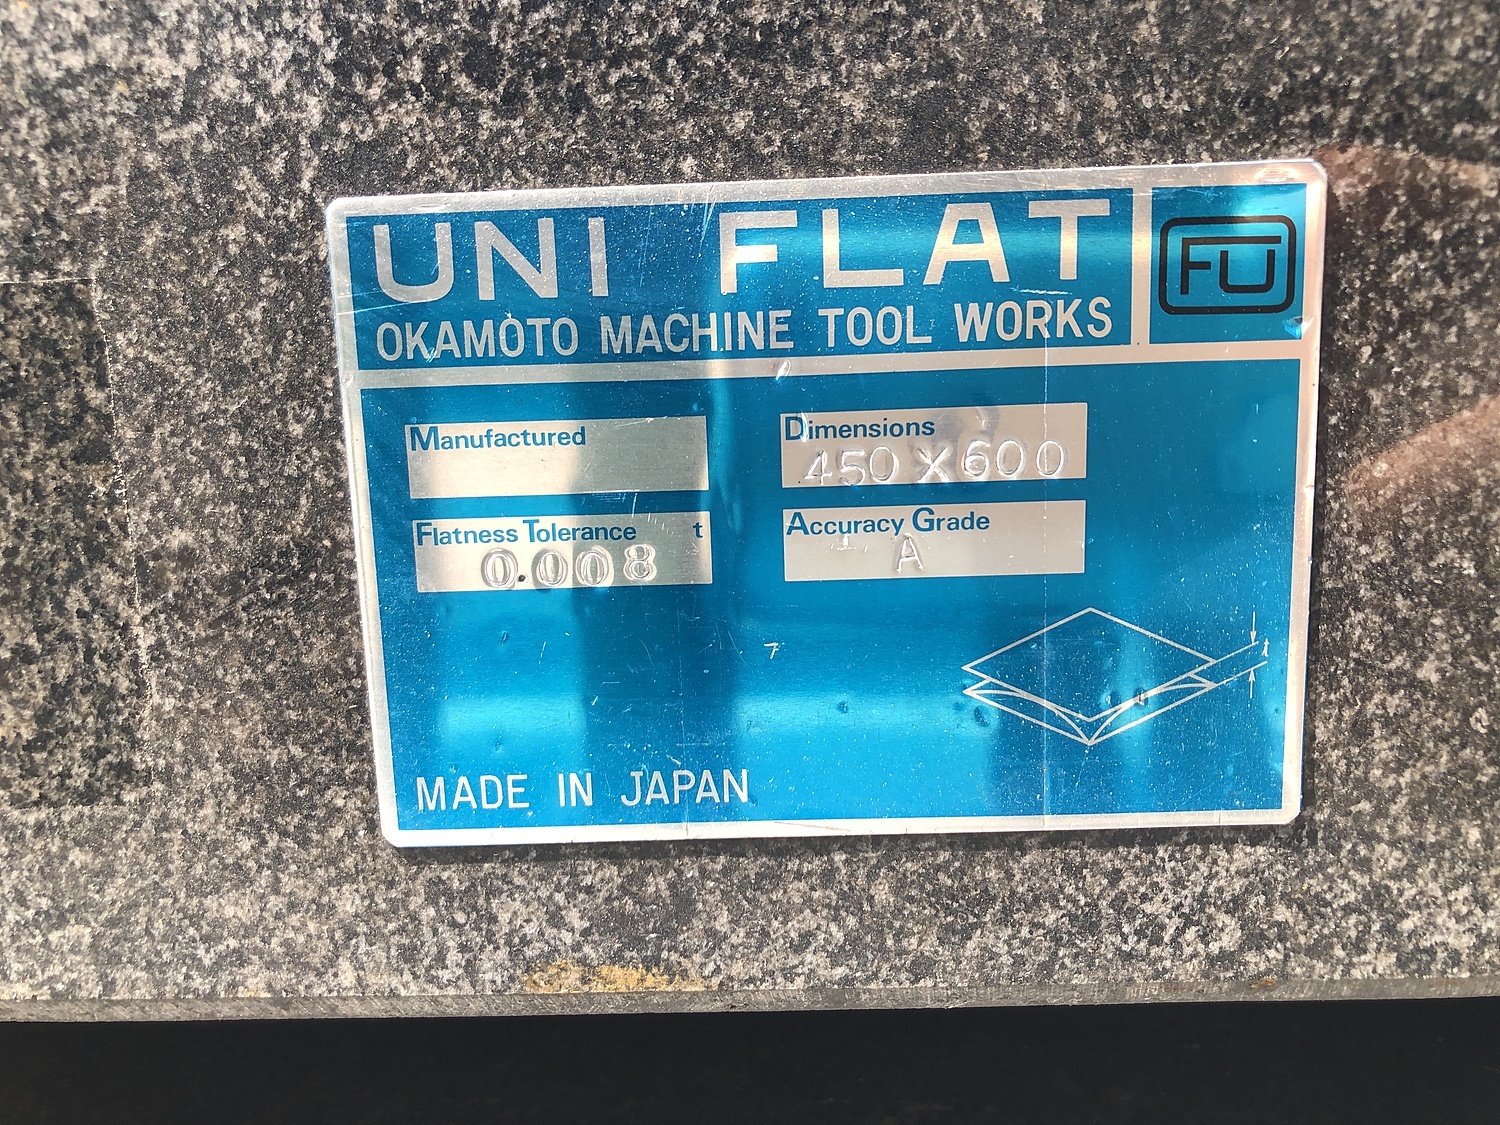 UNI FLAT
FU
OKAMOTO MACHINE TOOL WORKS
Manufactured
Dimensions
450 X 600
Flatness Tolerance t
0.008
Accuracy Grade
A
t
MADE IN JAPAN